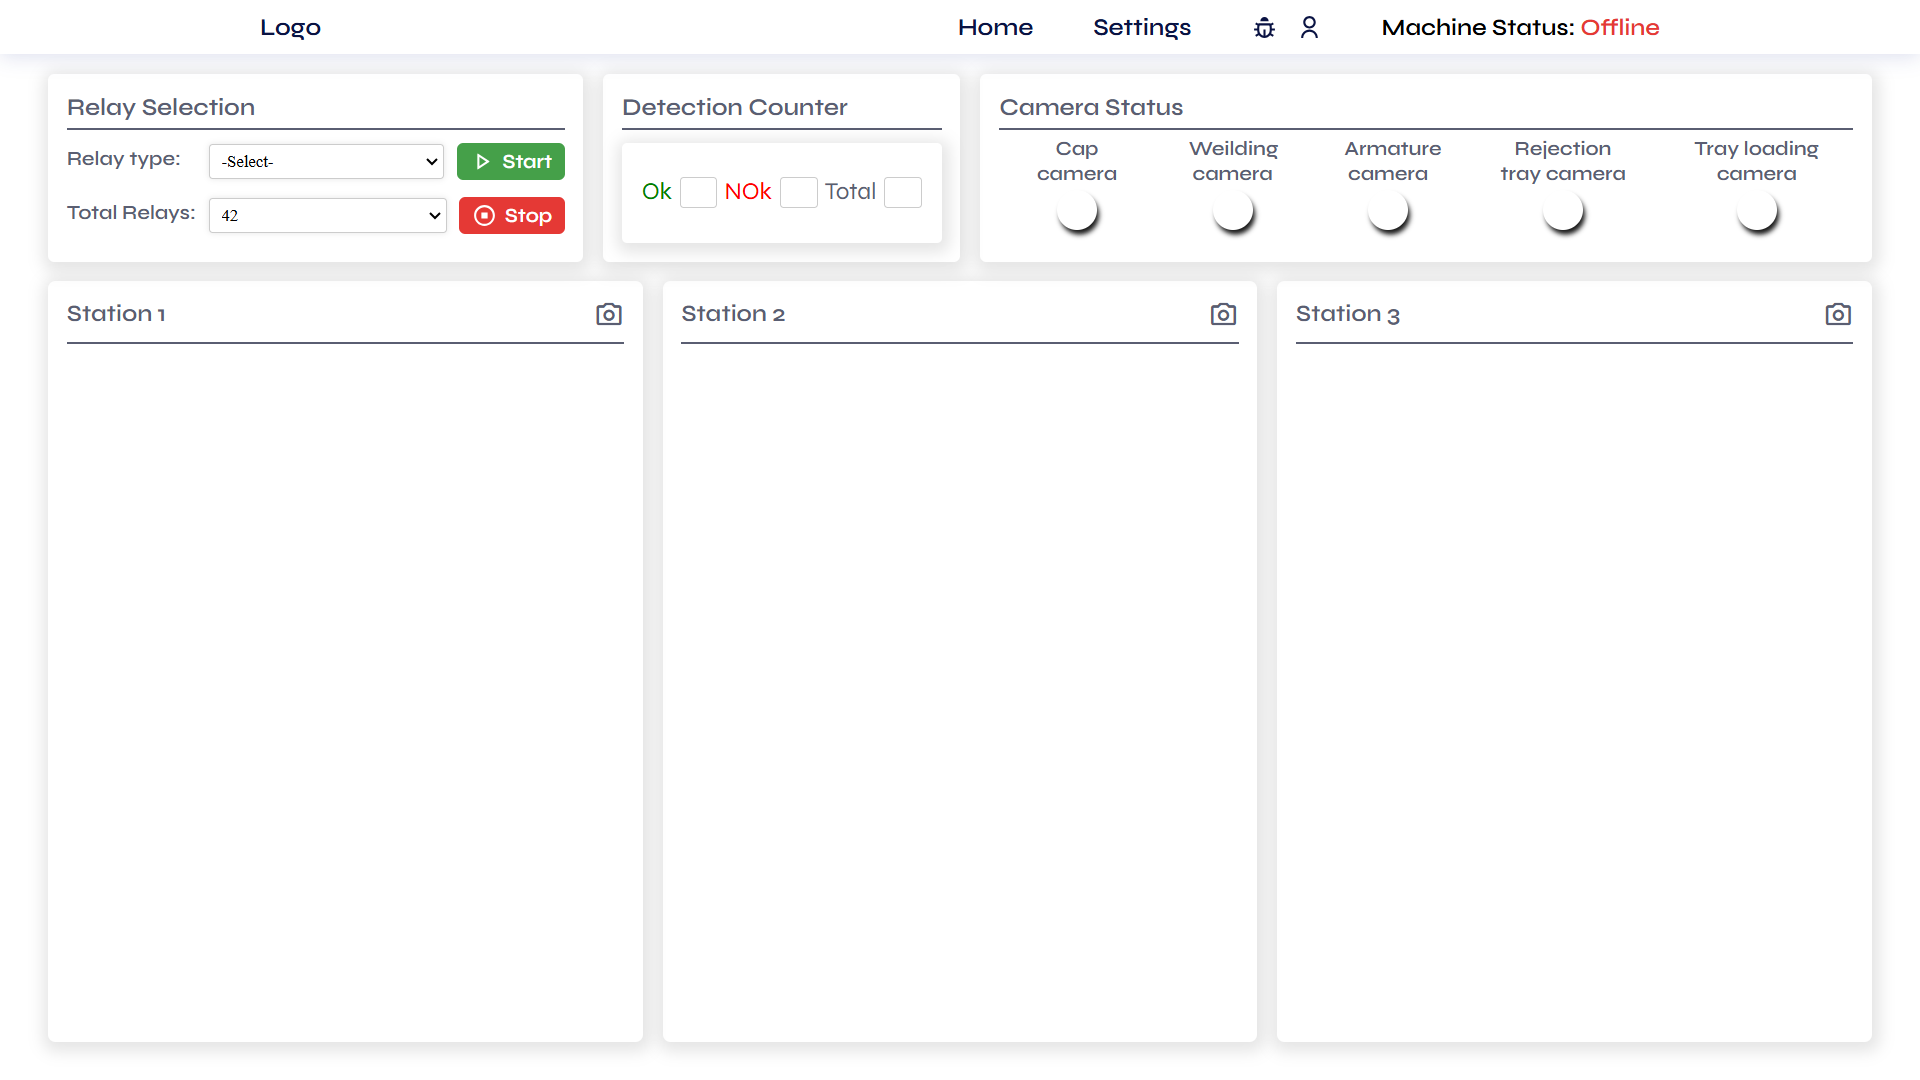 Logo
Home
Settings
Machine Status: Offline
Relay Selection
Relay type:
-Select-
Start
Total Relays:
42
Stop
Detection Counter
Ok
NOk
Total
Camera Status
Cap
camera
Weilding
camera
Armature
camera
Rejection
tray camera
Tray loading
camera
Station 1
Station 2
Station 3